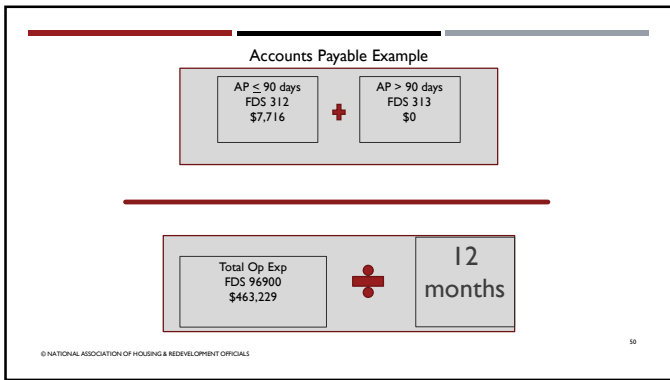 Accounts Payable Example
AP ≤ 90 days
FDS 312
$7,716
AP > 90 days
FDS 313
$0
Total Op Exp
FDS 96900
$463,229
12
months
50
© NATIONAL ASSOCIATION OF HOUSING & REDEVELOPMENT OFFICIALS